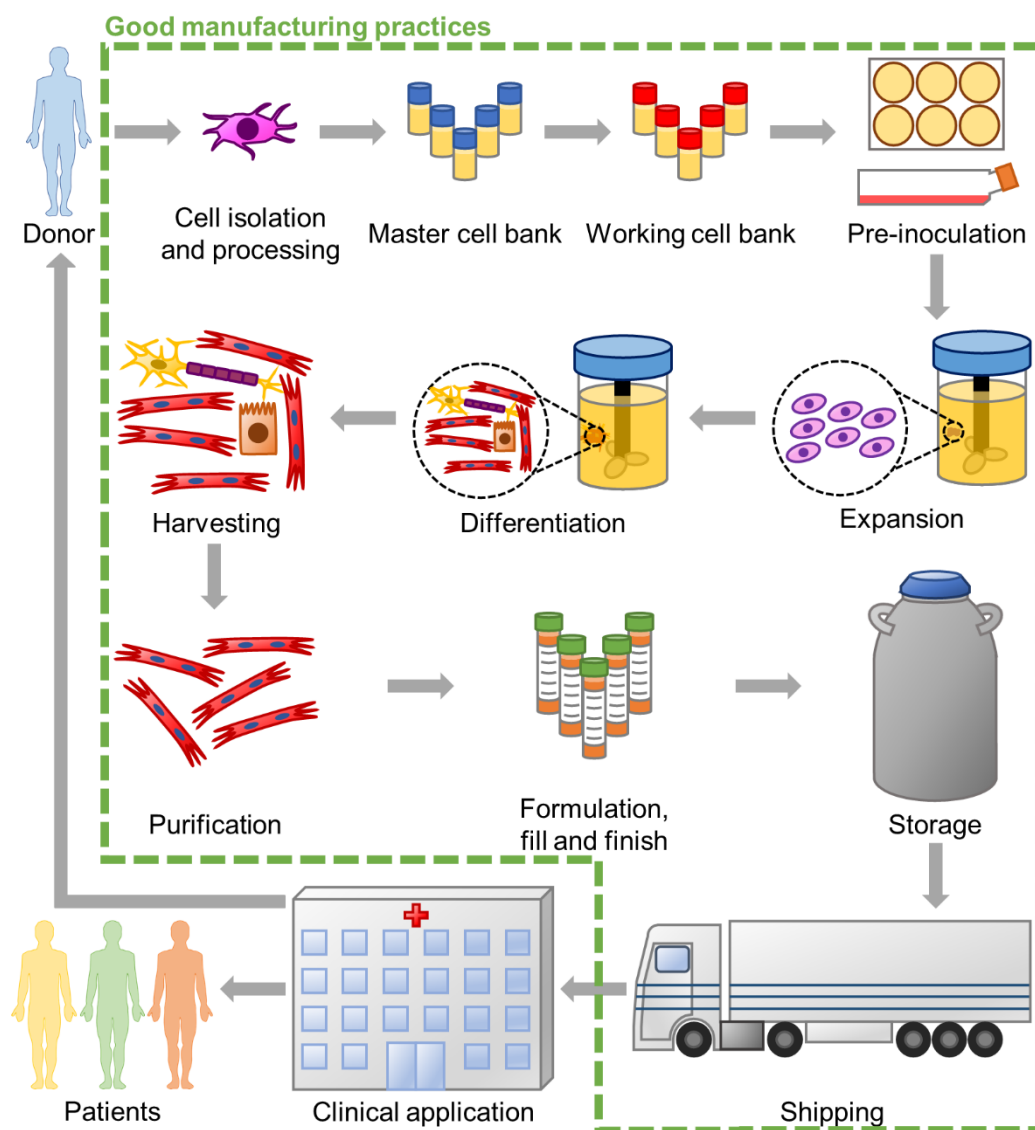 Good manufacturing practices
Donor
Cell isolation
and processing
Master cell bank
Working cell bank
Pre-inoculation
Harvesting
Differentiation
Expansion
Purification
Formulation,
fill and finish
Storage
Patients
Clinical application
Shipping